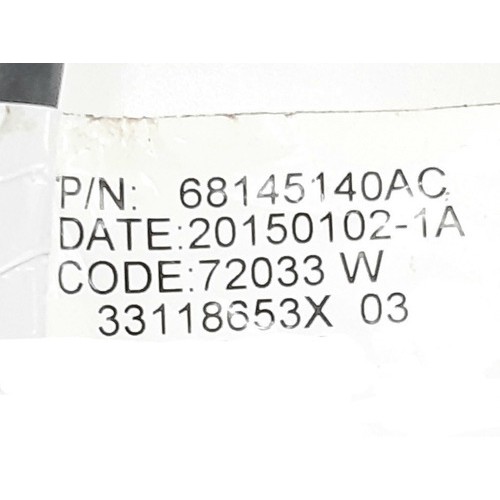 P/N: 68145140AC
DATE:20150102-1A
CODE:72033 W
33118653X 03